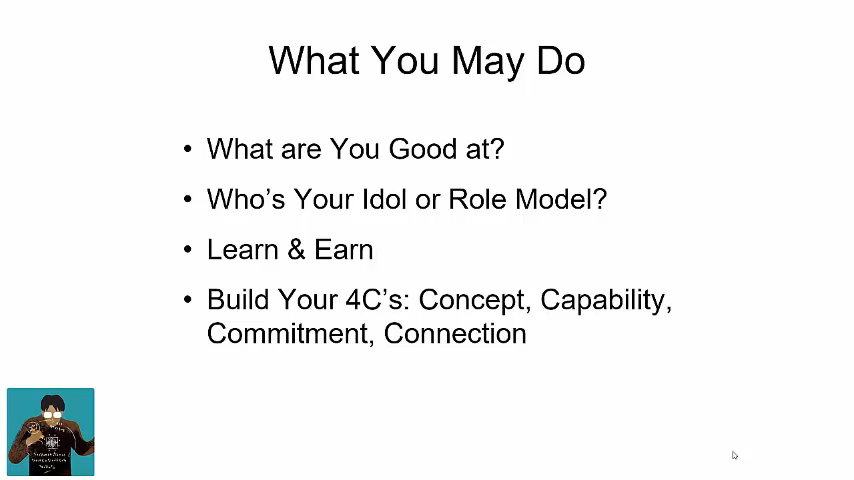 What You May Do
• What are You Good at?
• Who's Your Idol or Role Model?
• Learn & Earn
• Build Your 4C's: Concept, Capability,
Commitment, Connection